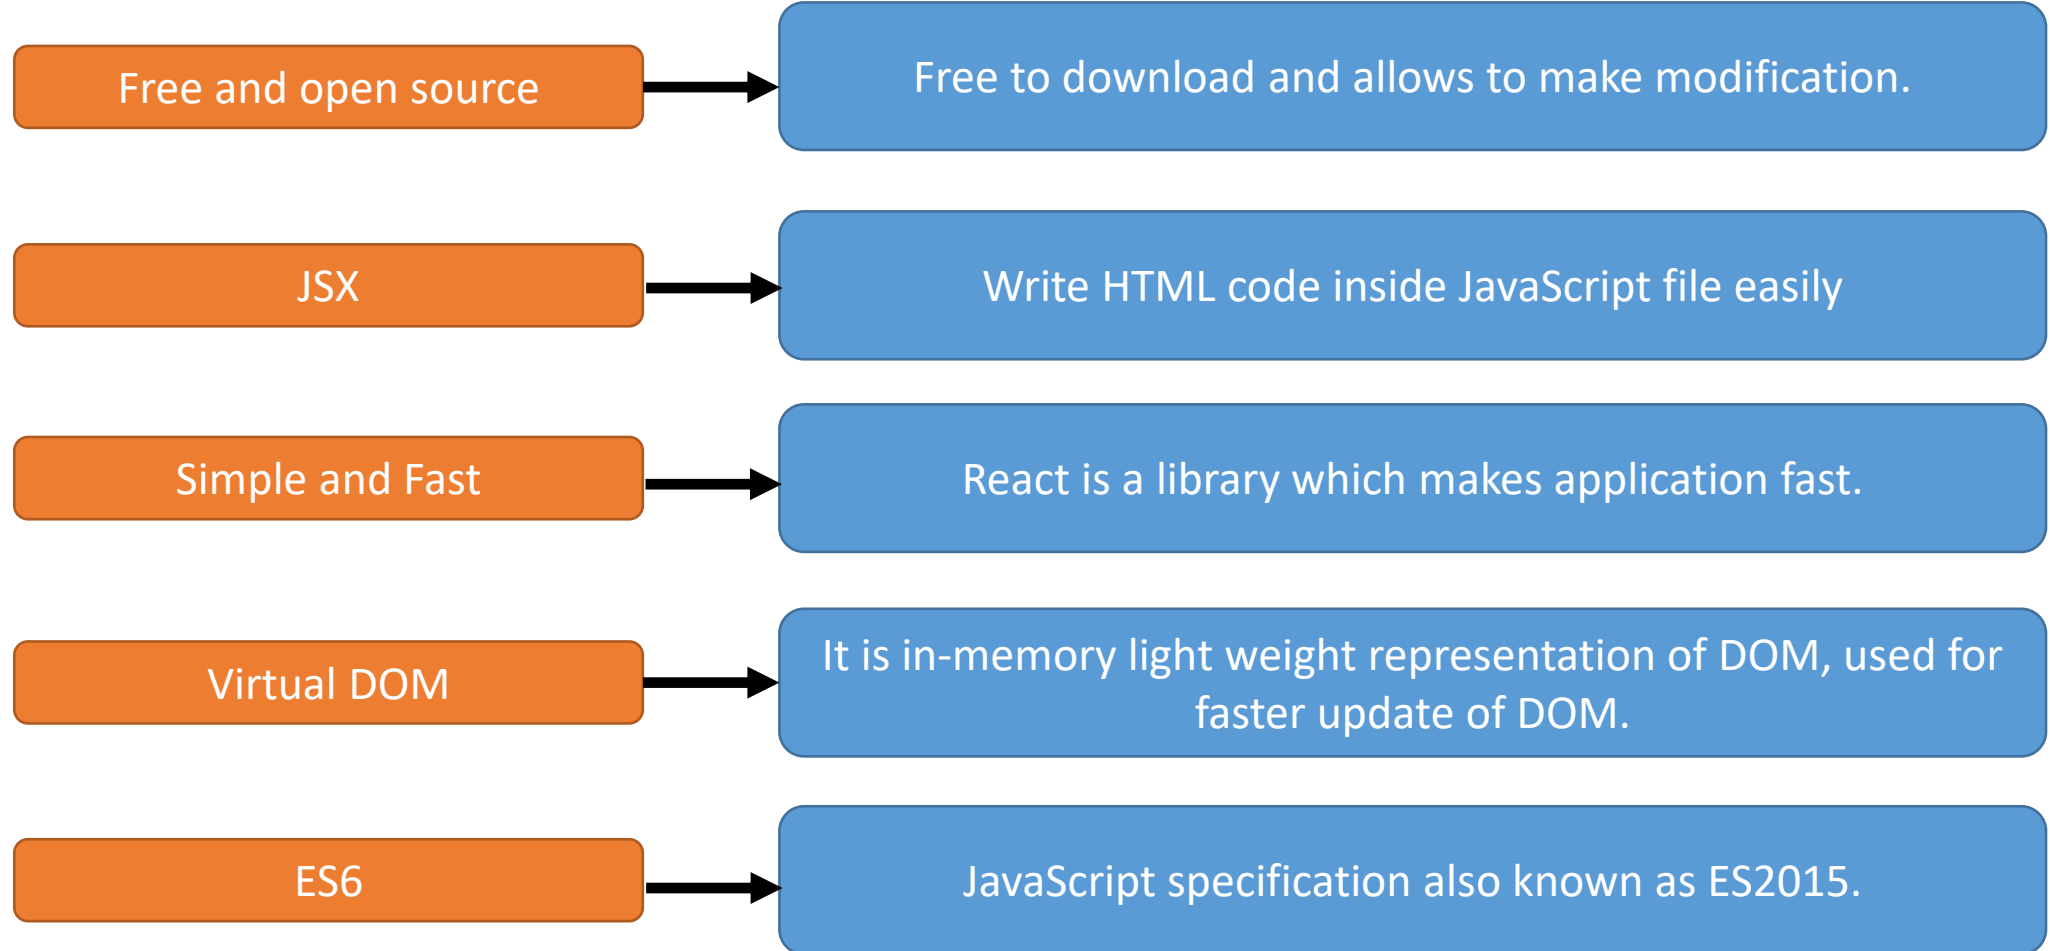 Free and open source
Free to download and allows to make modification.
JSX
Write HTML code inside JavaScript file easily
Simple and Fast
React is a library which makes application fast.
Virtual DOM
It is in-memory light weight representation of DOM, used for
faster update of DOM.
ES6
JavaScript specification also known as ES2015.